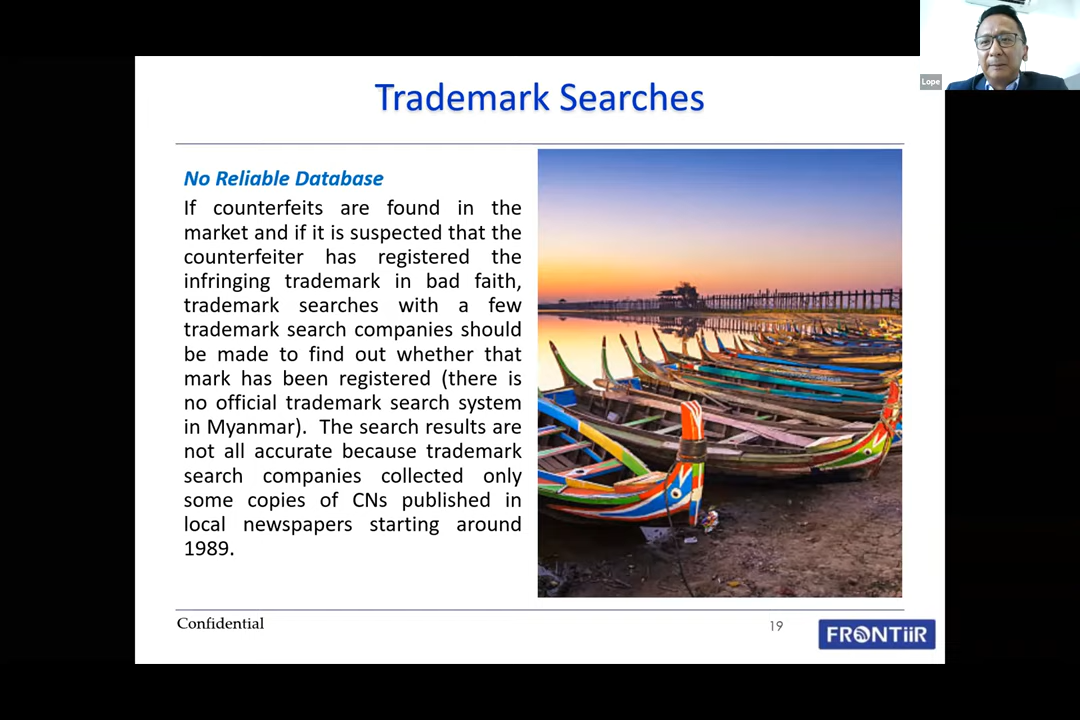 Lope
Trademark Searches
No Reliable Database
If counterfeits are found in the
market and if it is suspected that the
counterfeiter has registered the
infringing trademark in bad faith,
trademark searches with a few
trademark search companies should
be made to find out whether that
mark has been registered (there is
no official trademark search system
in Myanmar). The search results are
not all accurate because trademark
search companies collected only
some copies of CNs published in
local newspapers starting around
1989.
Confidential
19
FRONTiiR